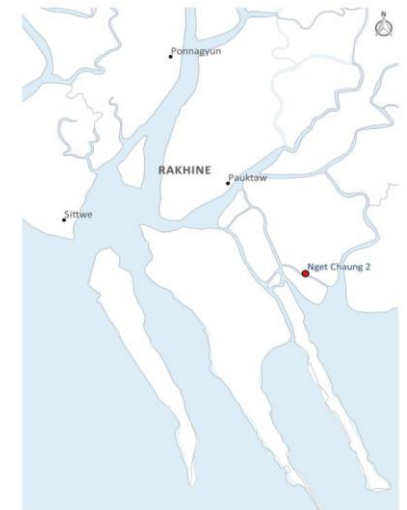 N
Ponnagyun
RAKHINE
Pauktaw
Sittwe
Nget Chaung 2